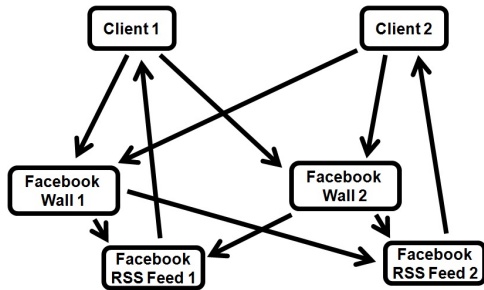 Client 1
Client 2
Facebook
Wall 1
Facebook
Wall 2
Facebook
RSS Feed 1
Facebook
RSS Feed 2